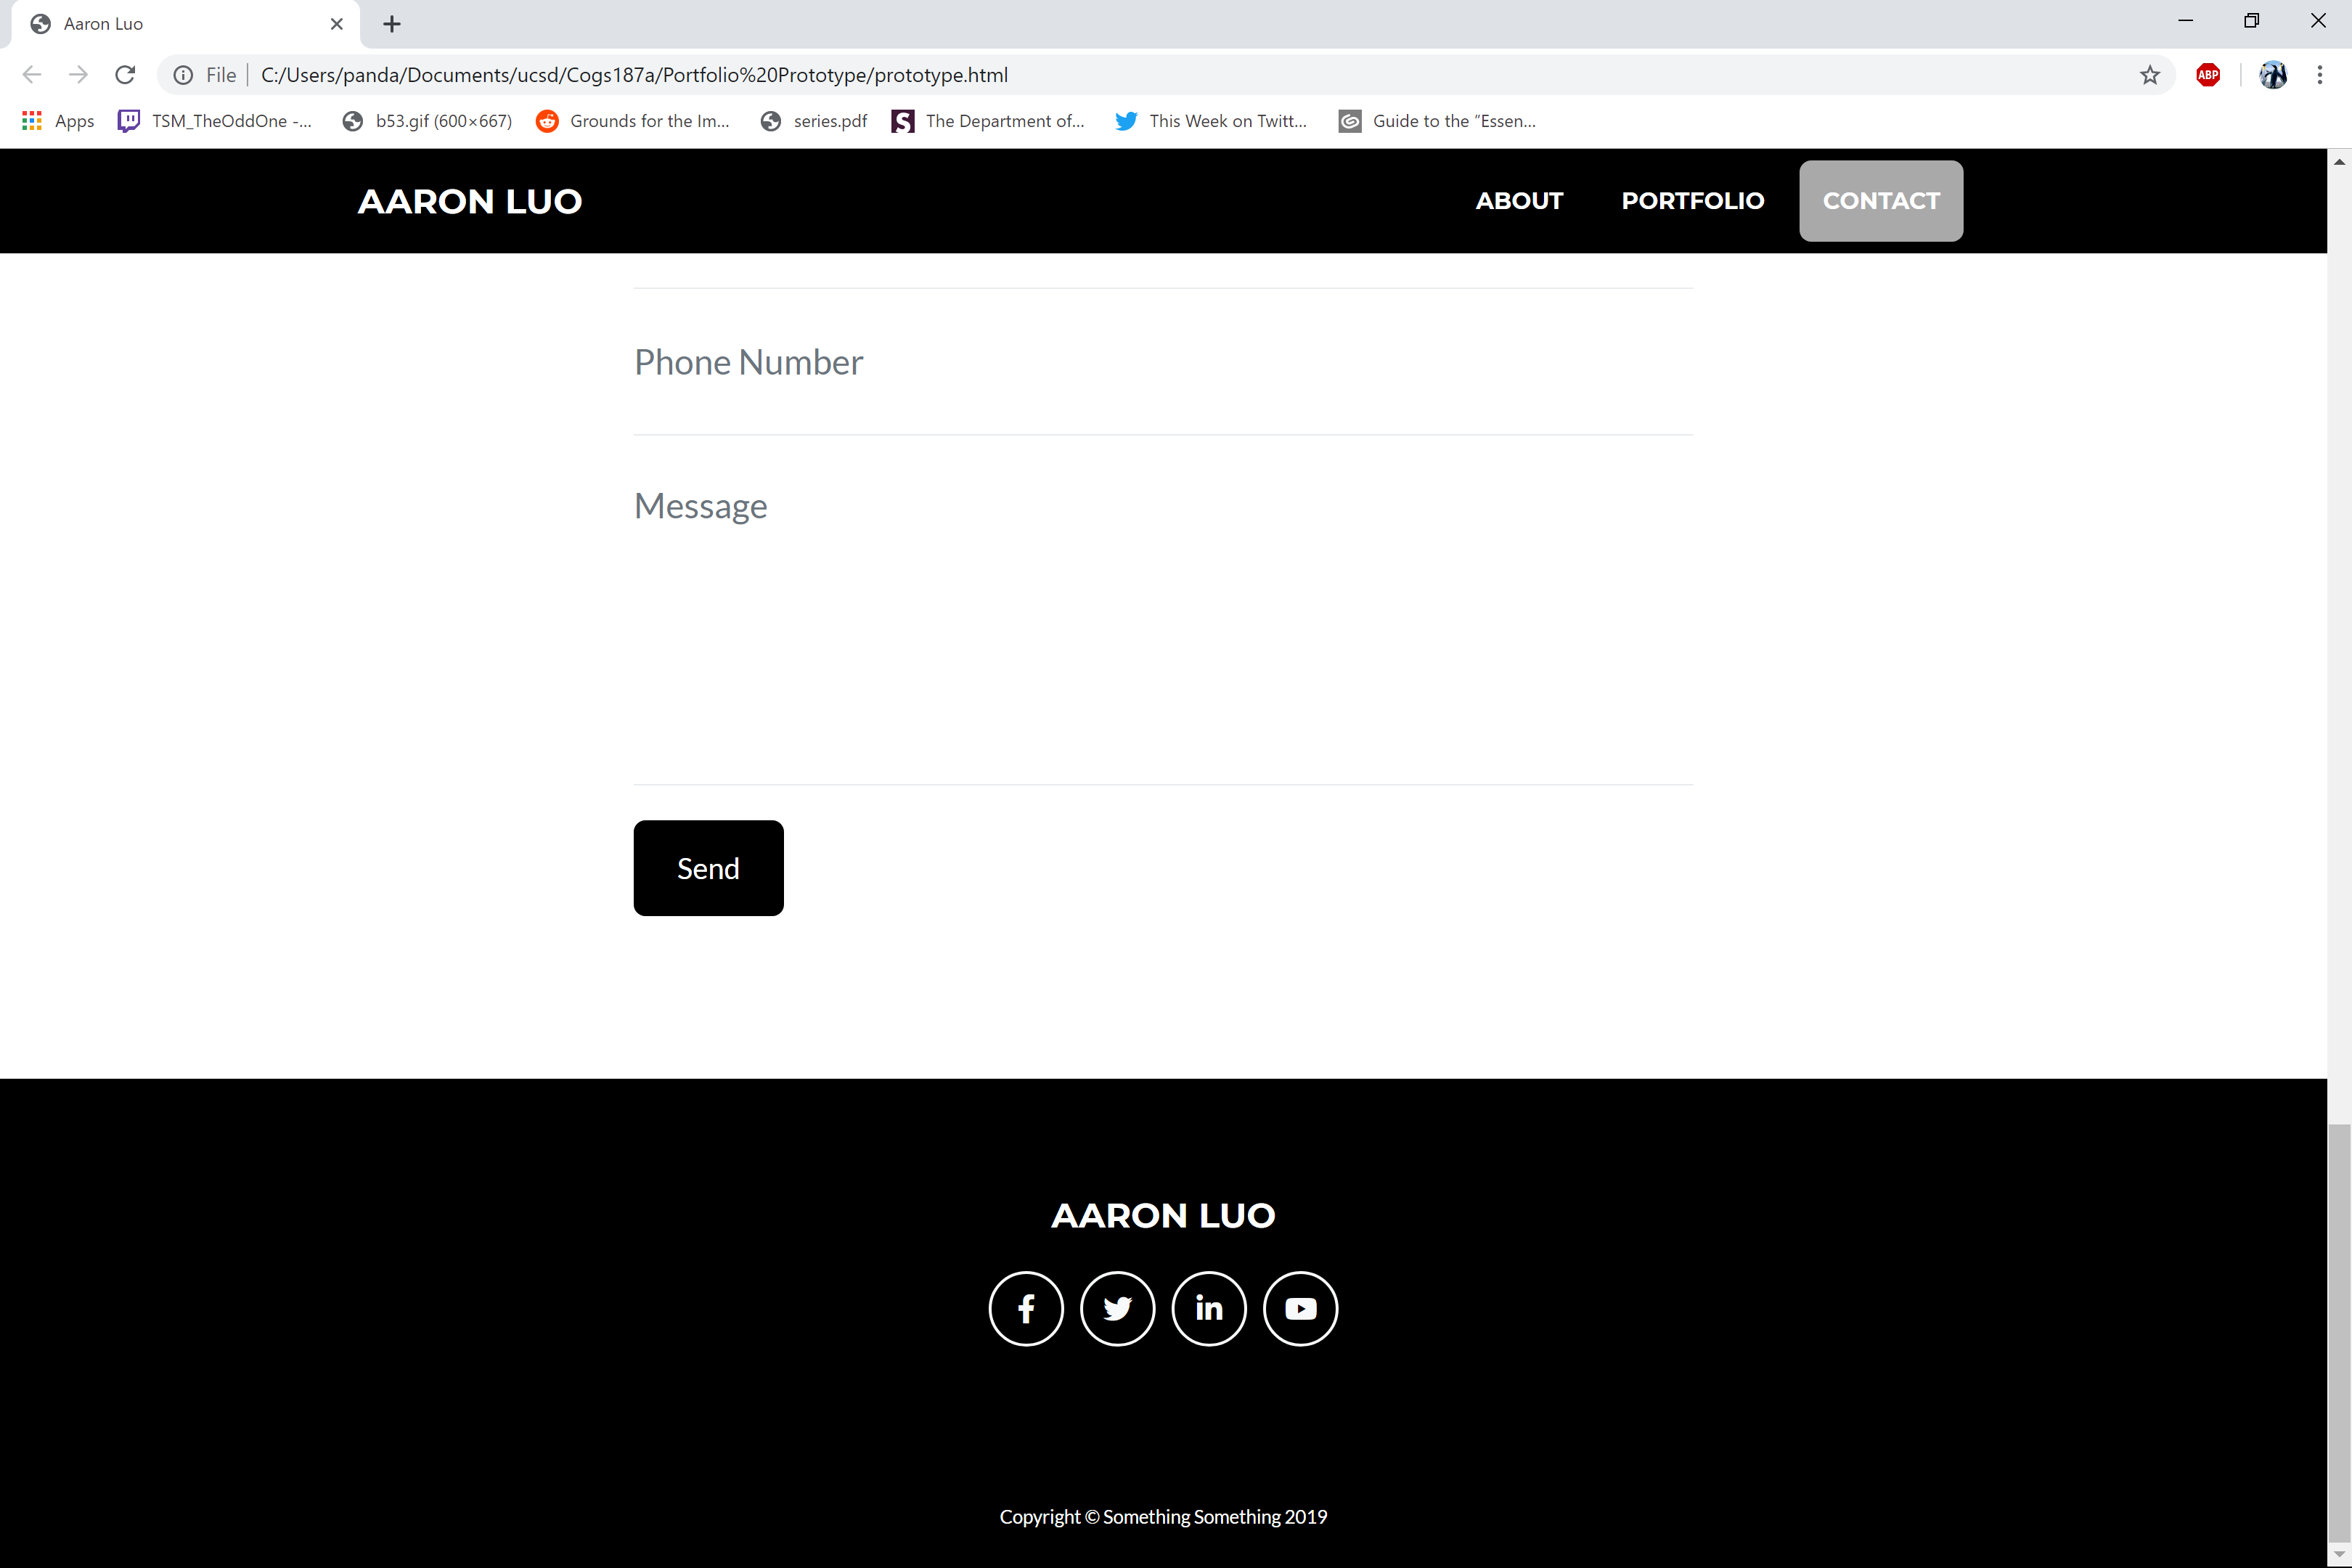 Aaron Luo
File C:/Users/panda/Documents/ucsd/Cogs187a/Portfolio%20Prototype/prototype.html ABP
Apps TSM_TheOddOne -... b53.gif (600×667) Grounds for the Im... series.pdf The Department of... This Week on Twitt... Guide to the "Essen...
AARON LUO ABOUT PORTFOLIO CONTACT
Phone Number
Message
Send
AARON LUO
Copyright © Something Something 2019